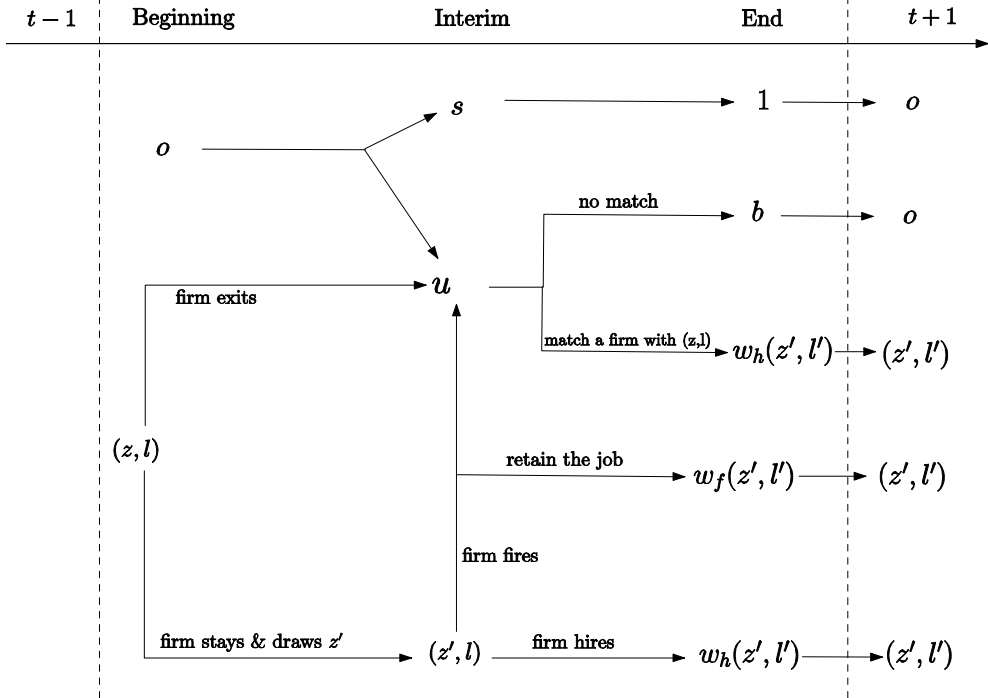 t − 1 Beginning Interim End t + 1
s 1 o
o
no match b o
u
firm exits
match a firm with (z,l) w_h(z′, l′) (z′, l′)
(z, l)
retain the job w_f(z′, l′) (z′, l′)
firm fires
firm stays & draws z′ (z′, l) firm hires w_h(z′, l′) (z′, l′)